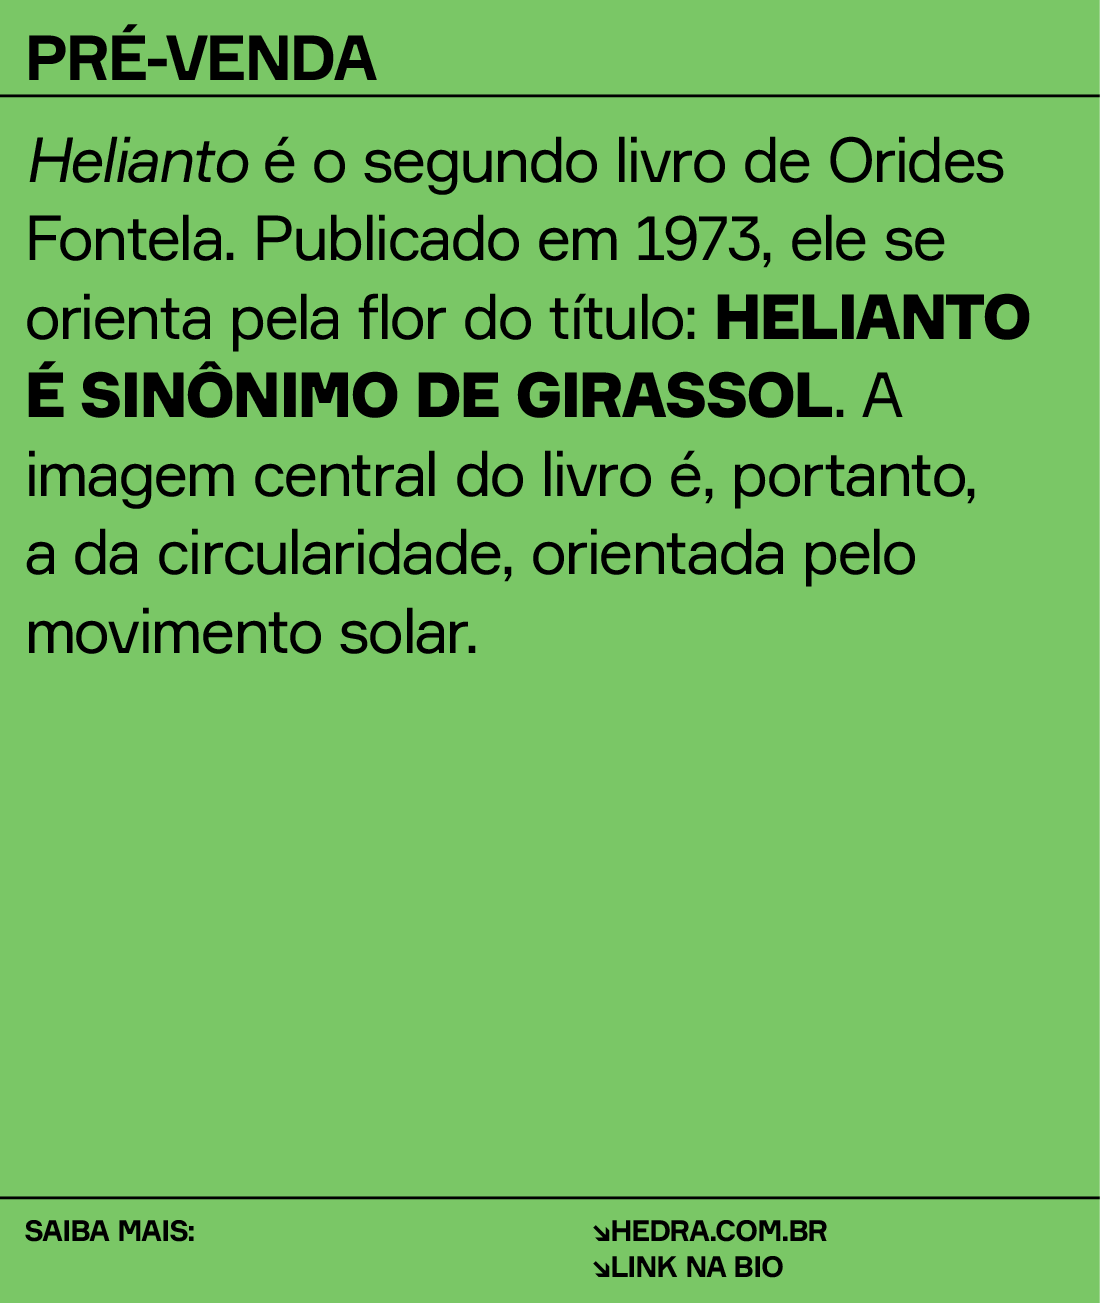 PRÉ-VENDA
Helianto é o segundo livro de Orides
Fontela. Publicado em 1973, ele se
orienta pela flor do título: HELIANTO
É SINÔNIMO DE GIRASSOL. A
imagem central do livro é, portanto,
a da circularidade, orientada pelo
movimento solar.
SAIBA MAIS:
↘HEDRA.COM.BR
↘LINK NA BIO